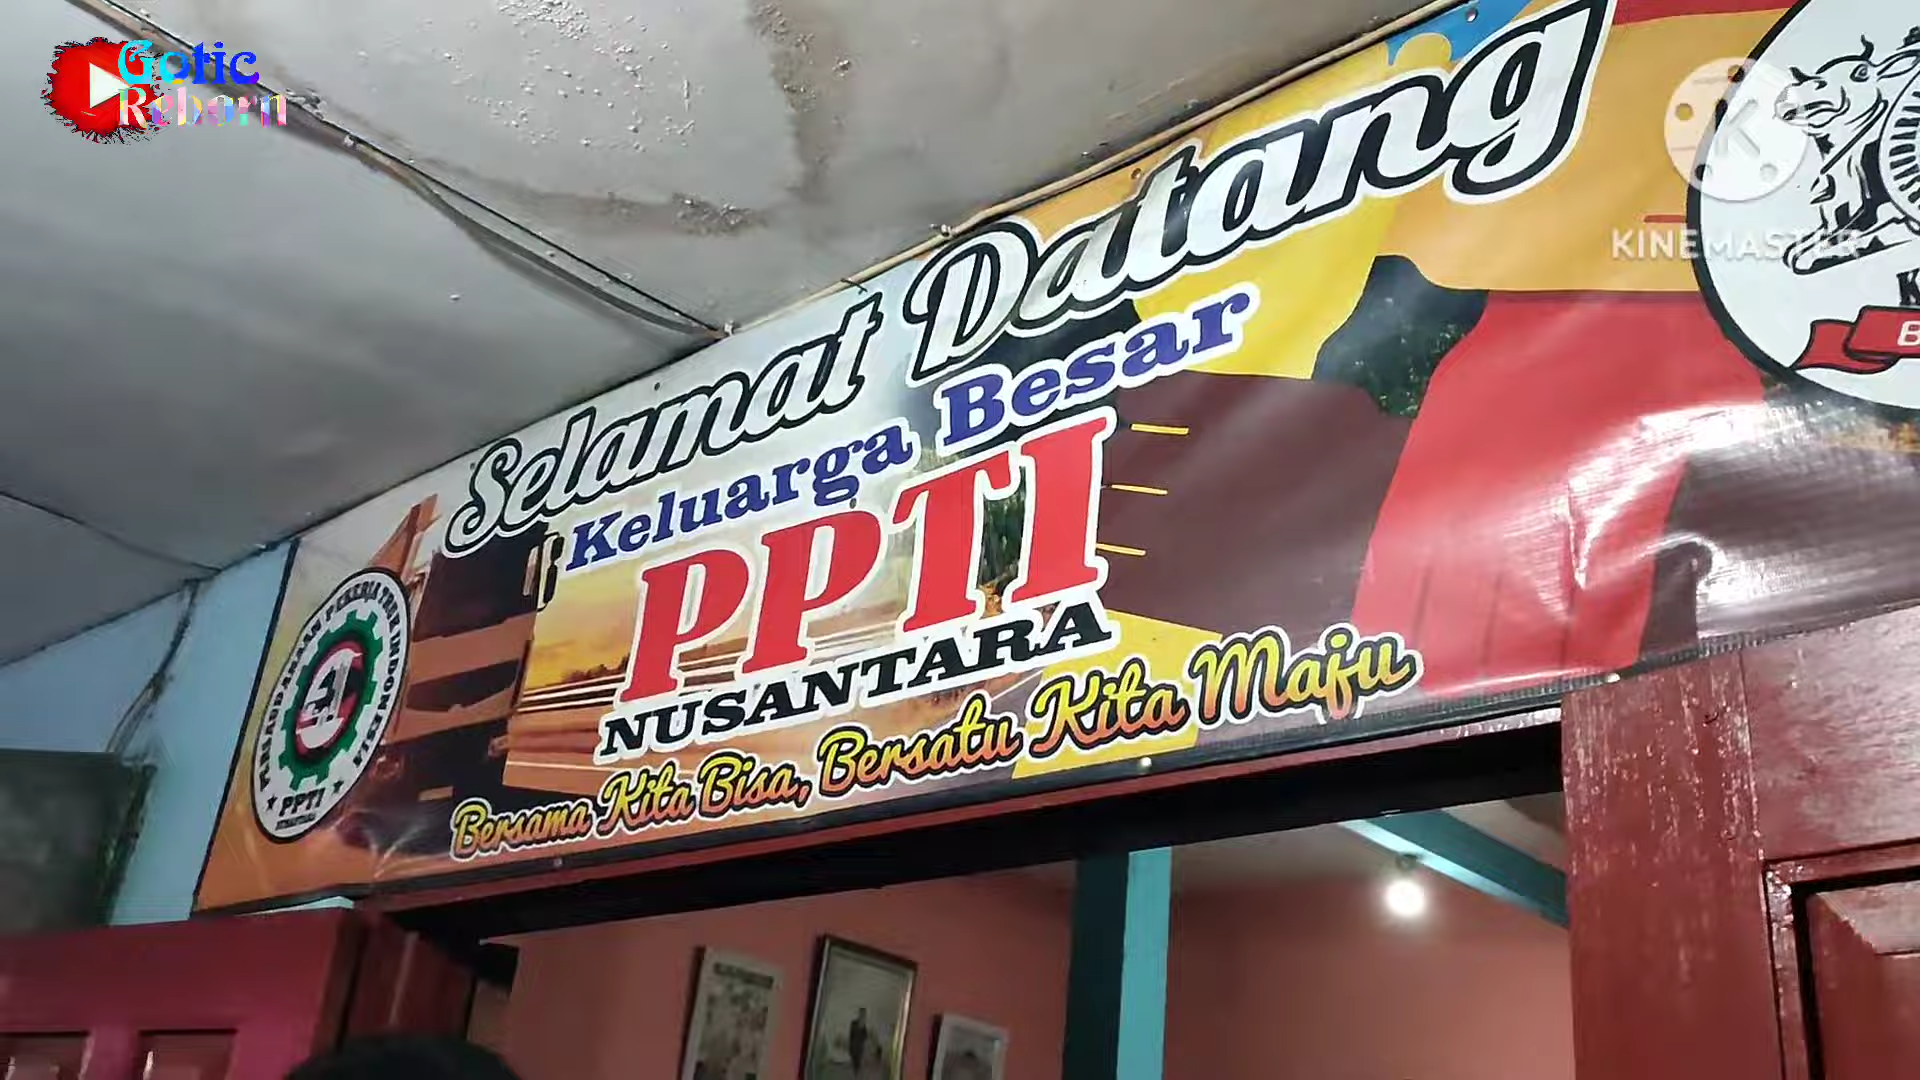 Gotic
Reborn
KINEMASTER
Selamat Datang
Keluarga Besar
PPTI
NUSANTARA
Bersama Kita Bisa, Bersatu Kita Maju
PPTI